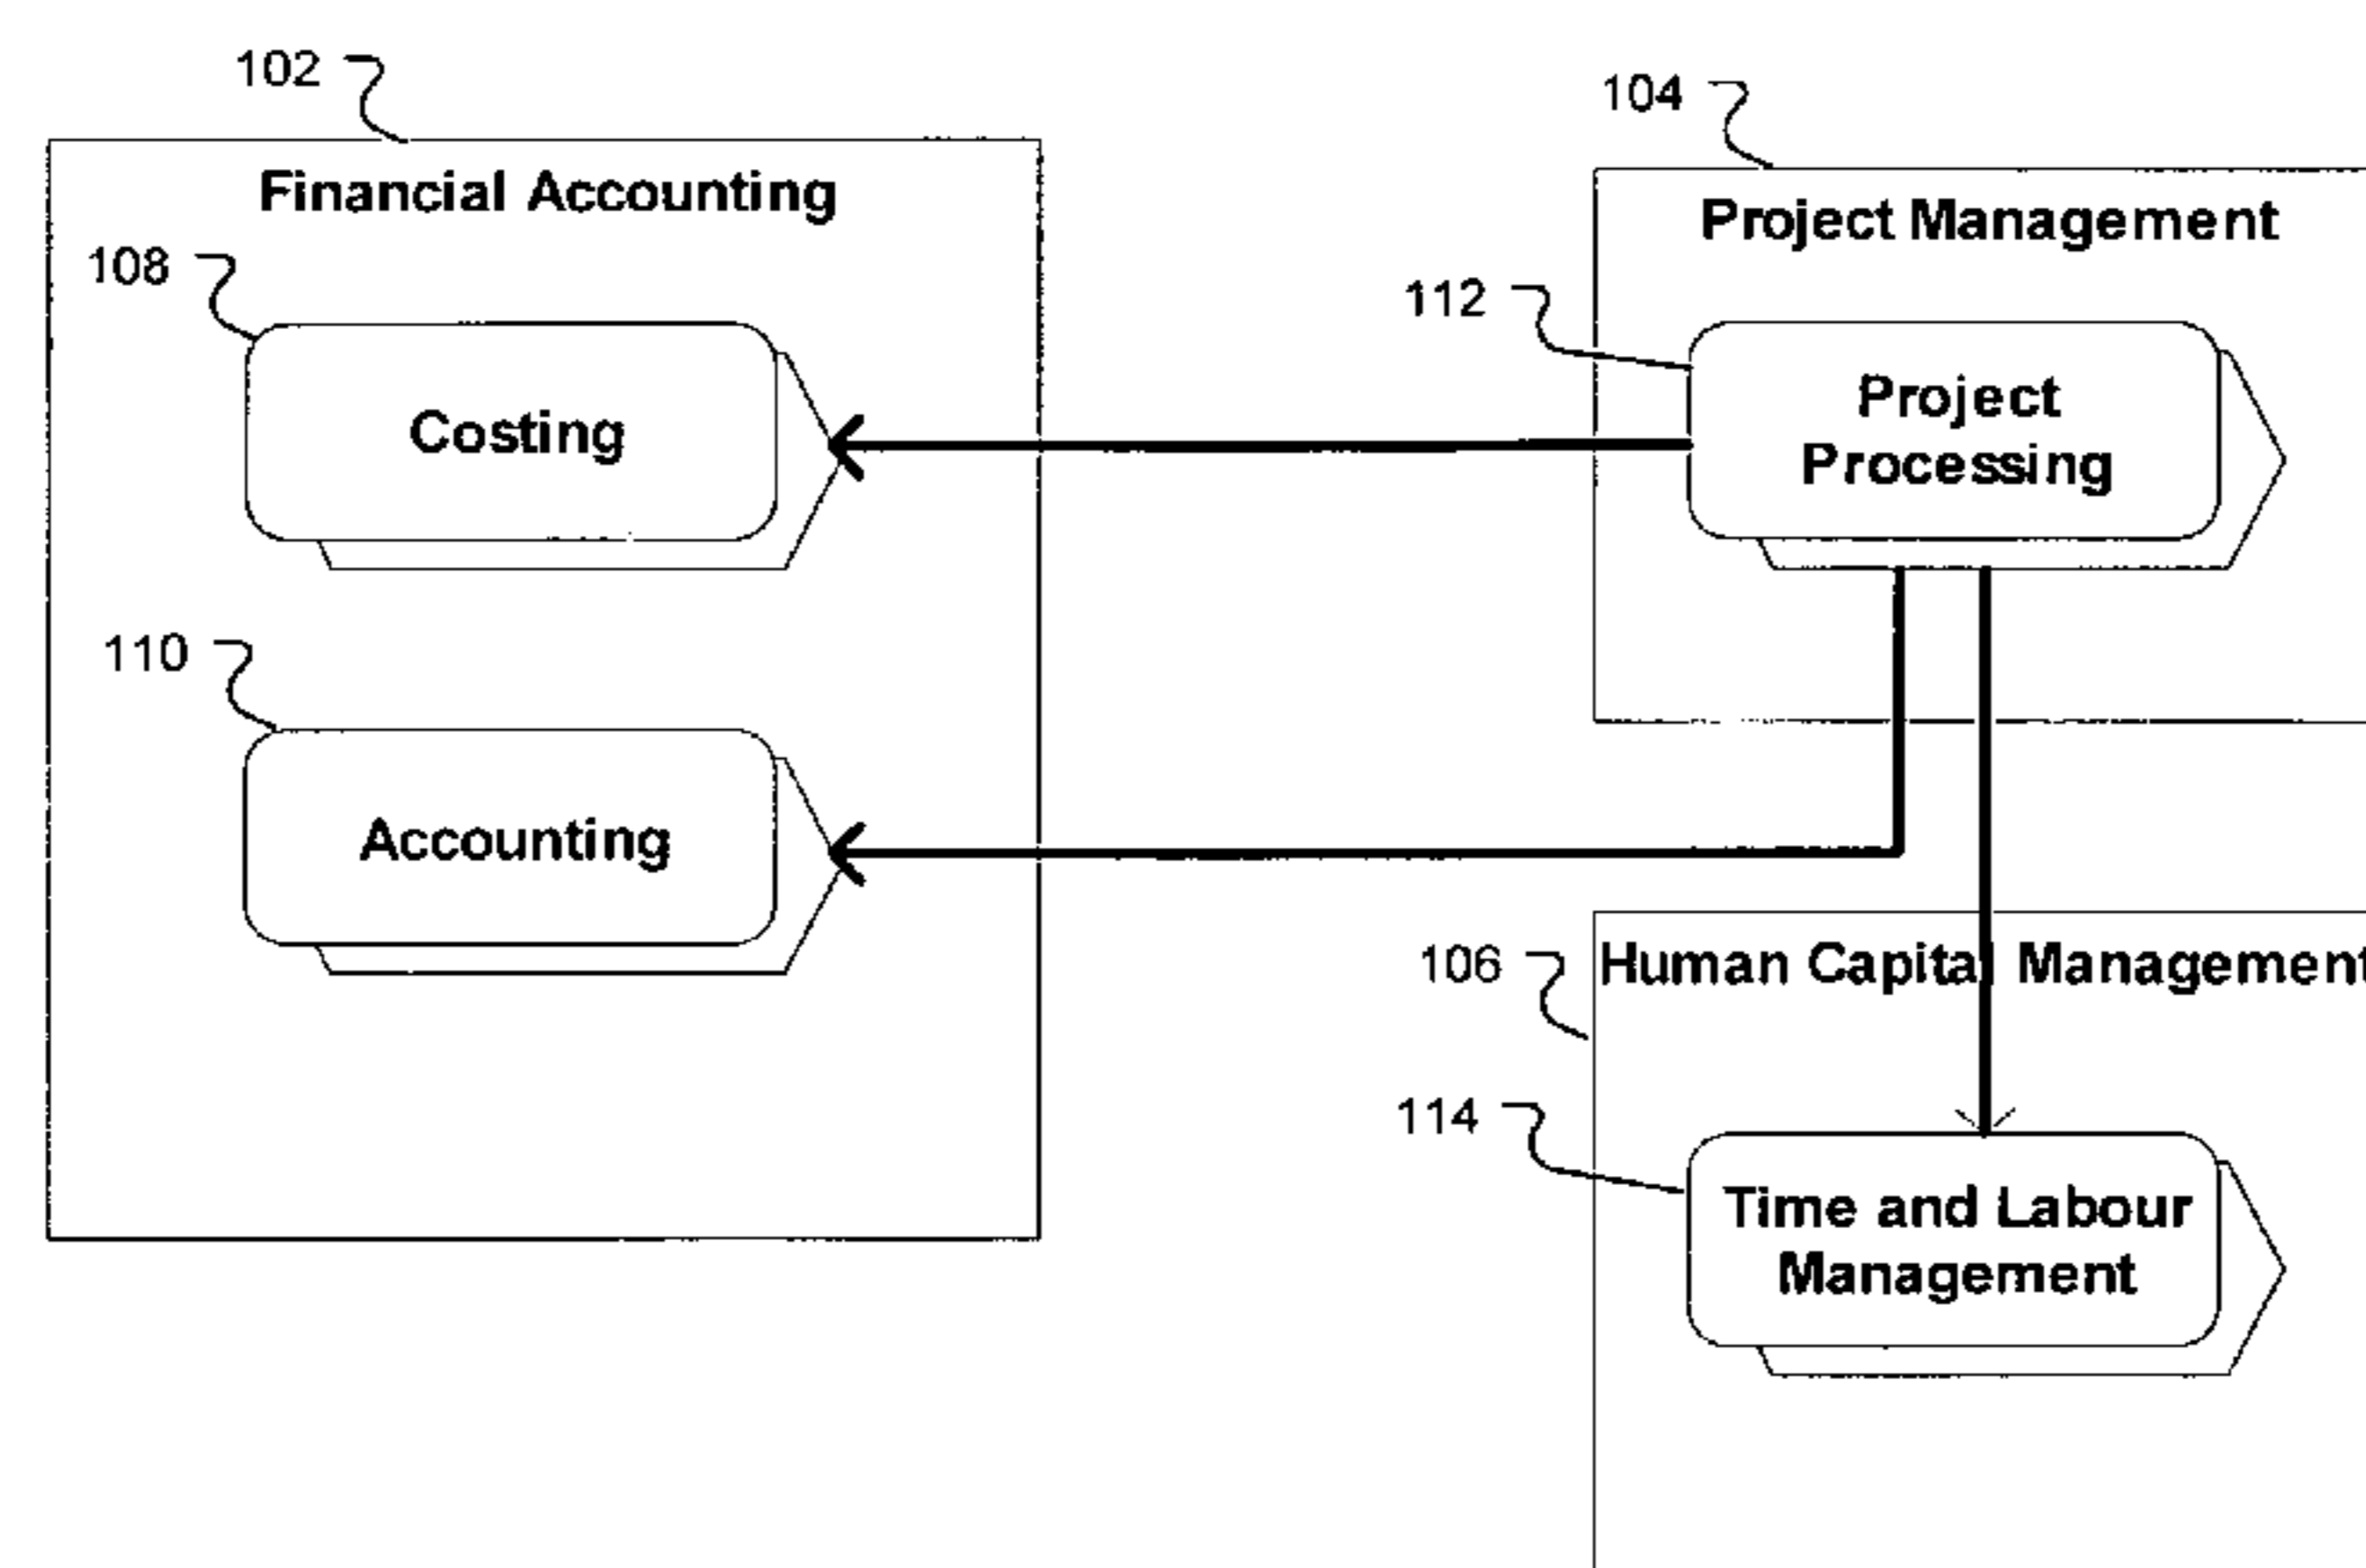 102
Financial Accounting
108
Costing
110
Accounting
104
Project Management
112
Project
Processing
106
Human Capital Management
114
Time and Labour
Management